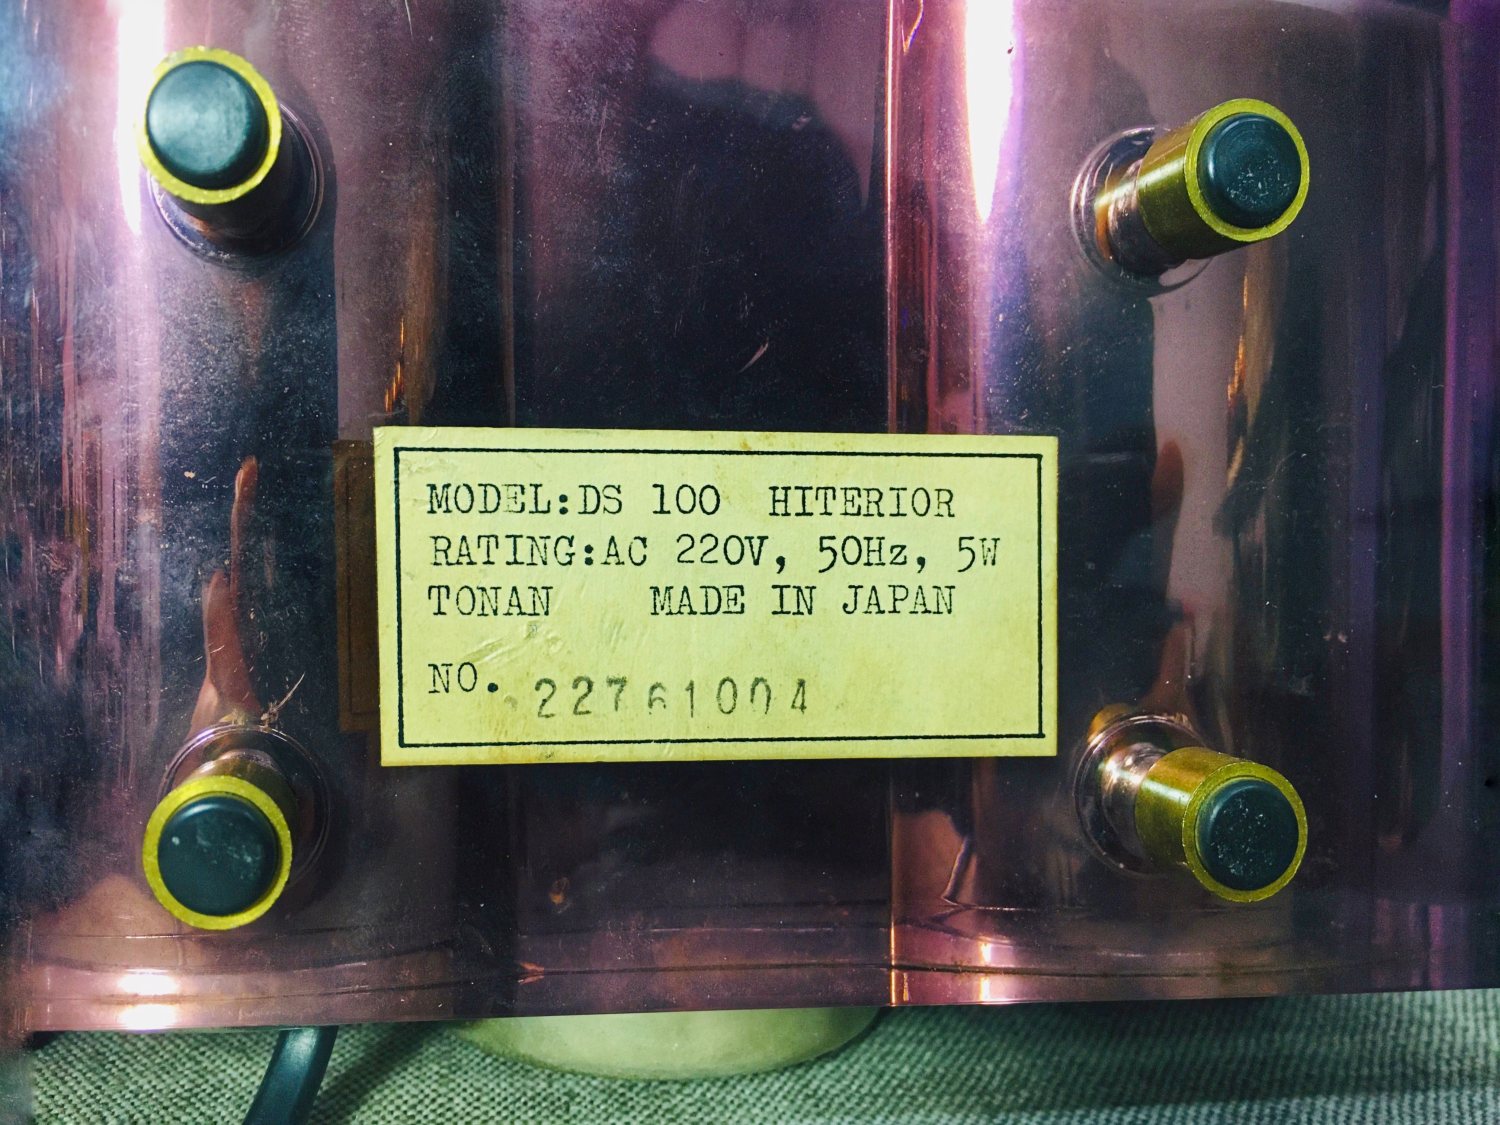 MODEL:DS 100 HITERIOR
RATING:AC 220V, 50Hz, 5W
TONAN MADE IN JAPAN
NO. 22761004